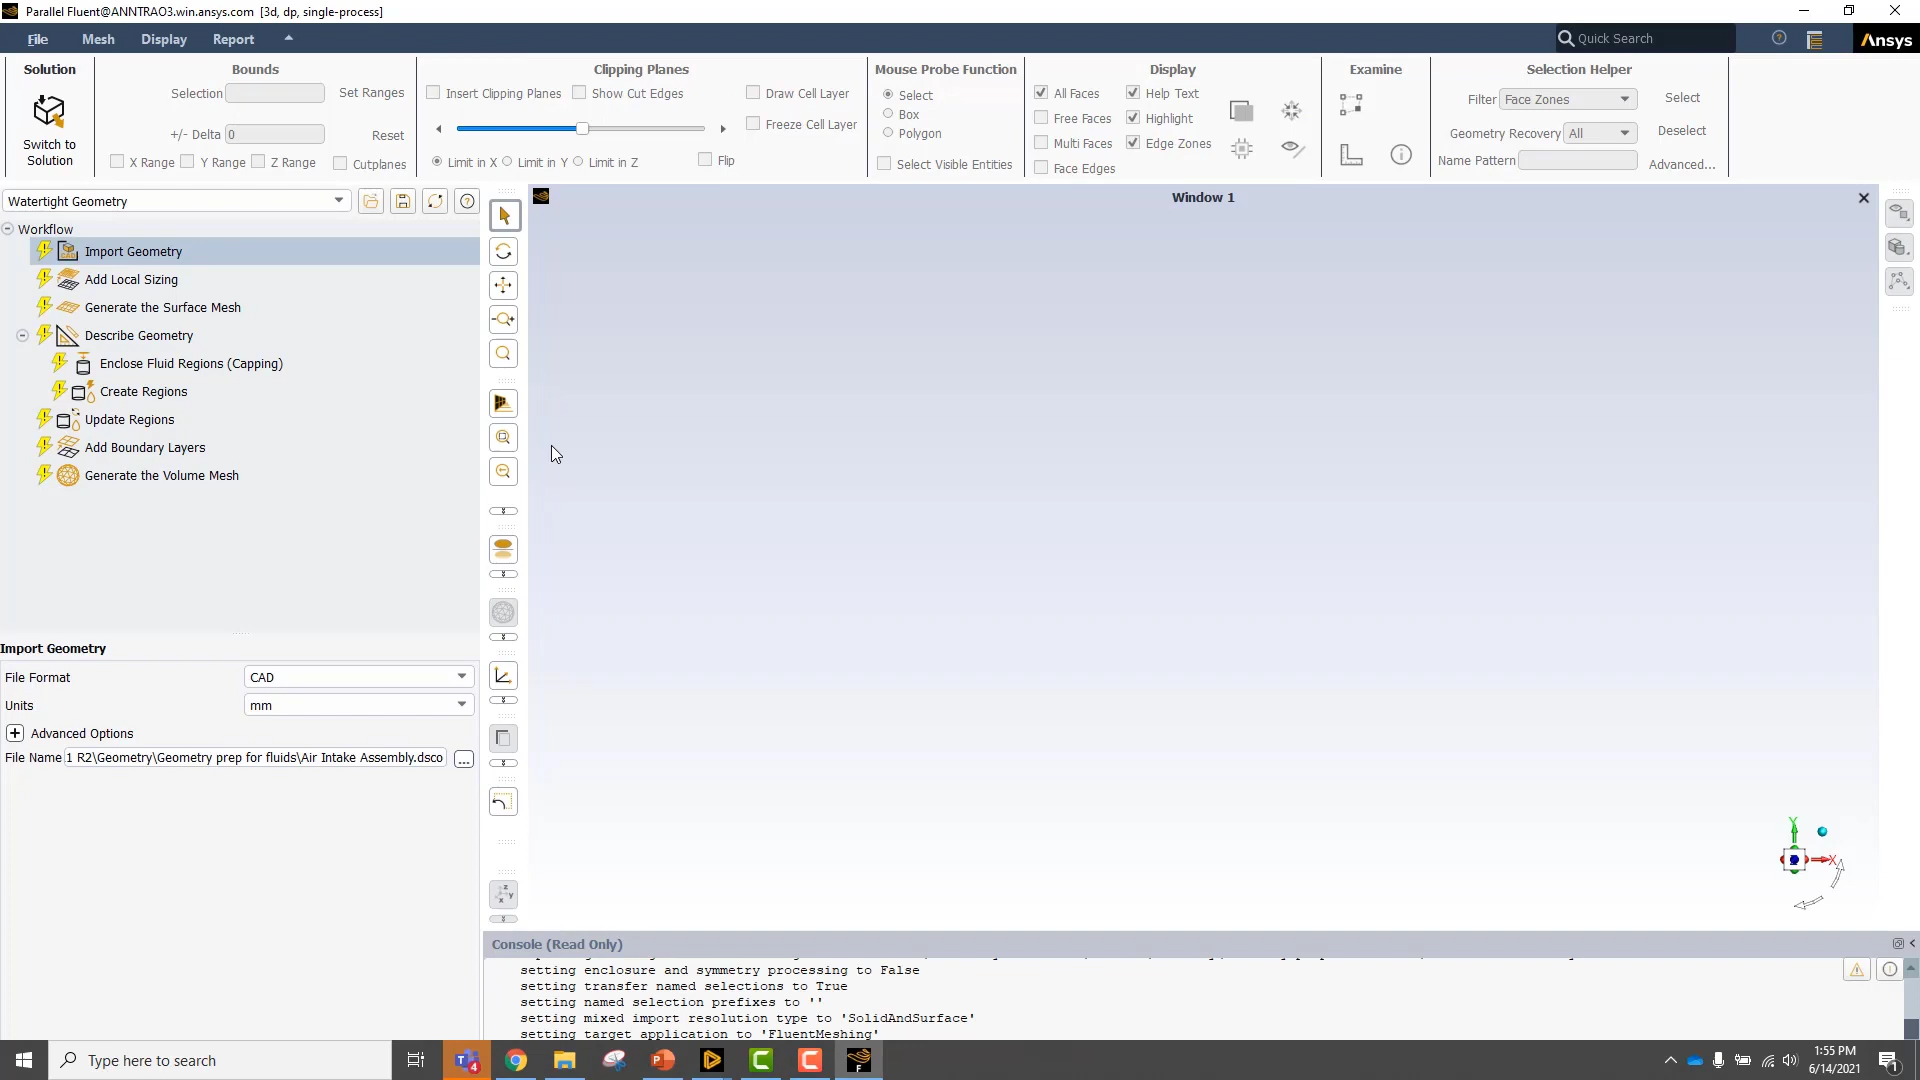 Parallel Fluent@ANNTRAO3.win.ansys.com [3d, dp, single-process]
File Mesh Display Report
Quick Search
Ansys
Solution
Switch to
Solution
Bounds
Selection
Set Ranges
+/- Delta 0
Reset
X Range Y Range Z Range Cutplanes
Clipping Planes
Insert Clipping Planes Show Cut Edges Draw Cell Layer
Freeze Cell Layer
Limit in X Limit in Y Limit in Z Flip
Mouse Probe Function
Select
Box
Polygon
Select Visible Entities
Display
All Faces Help Text
Free Faces Highlight
Multi Faces Edge Zones
Face Edges
Examine
Selection Helper
Filter Face Zones Select
Geometry Recovery All Deselect
Name Pattern Advanced...
Watertight Geometry
Workflow
Import Geometry
Add Local Sizing
Generate the Surface Mesh
Describe Geometry
Enclose Fluid Regions (Capping)
Create Regions
Update Regions
Add Boundary Layers
Generate the Volume Mesh
Import Geometry
File Format CAD
Units mm
Advanced Options
File Name 1 R2\Geometry\Geometry prep for fluids\Air Intake Assembly.dsco ...
Window 1
Y
X
Console (Read Only)
setting enclosure and symmetry processing to False
setting transfer named selections to True
setting named selection prefixes to ''
setting mixed import resolution type to 'SolidAndSurface'
setting target application to 'FluentMeshing'
Type here to search
1:55 PM
6/14/2021